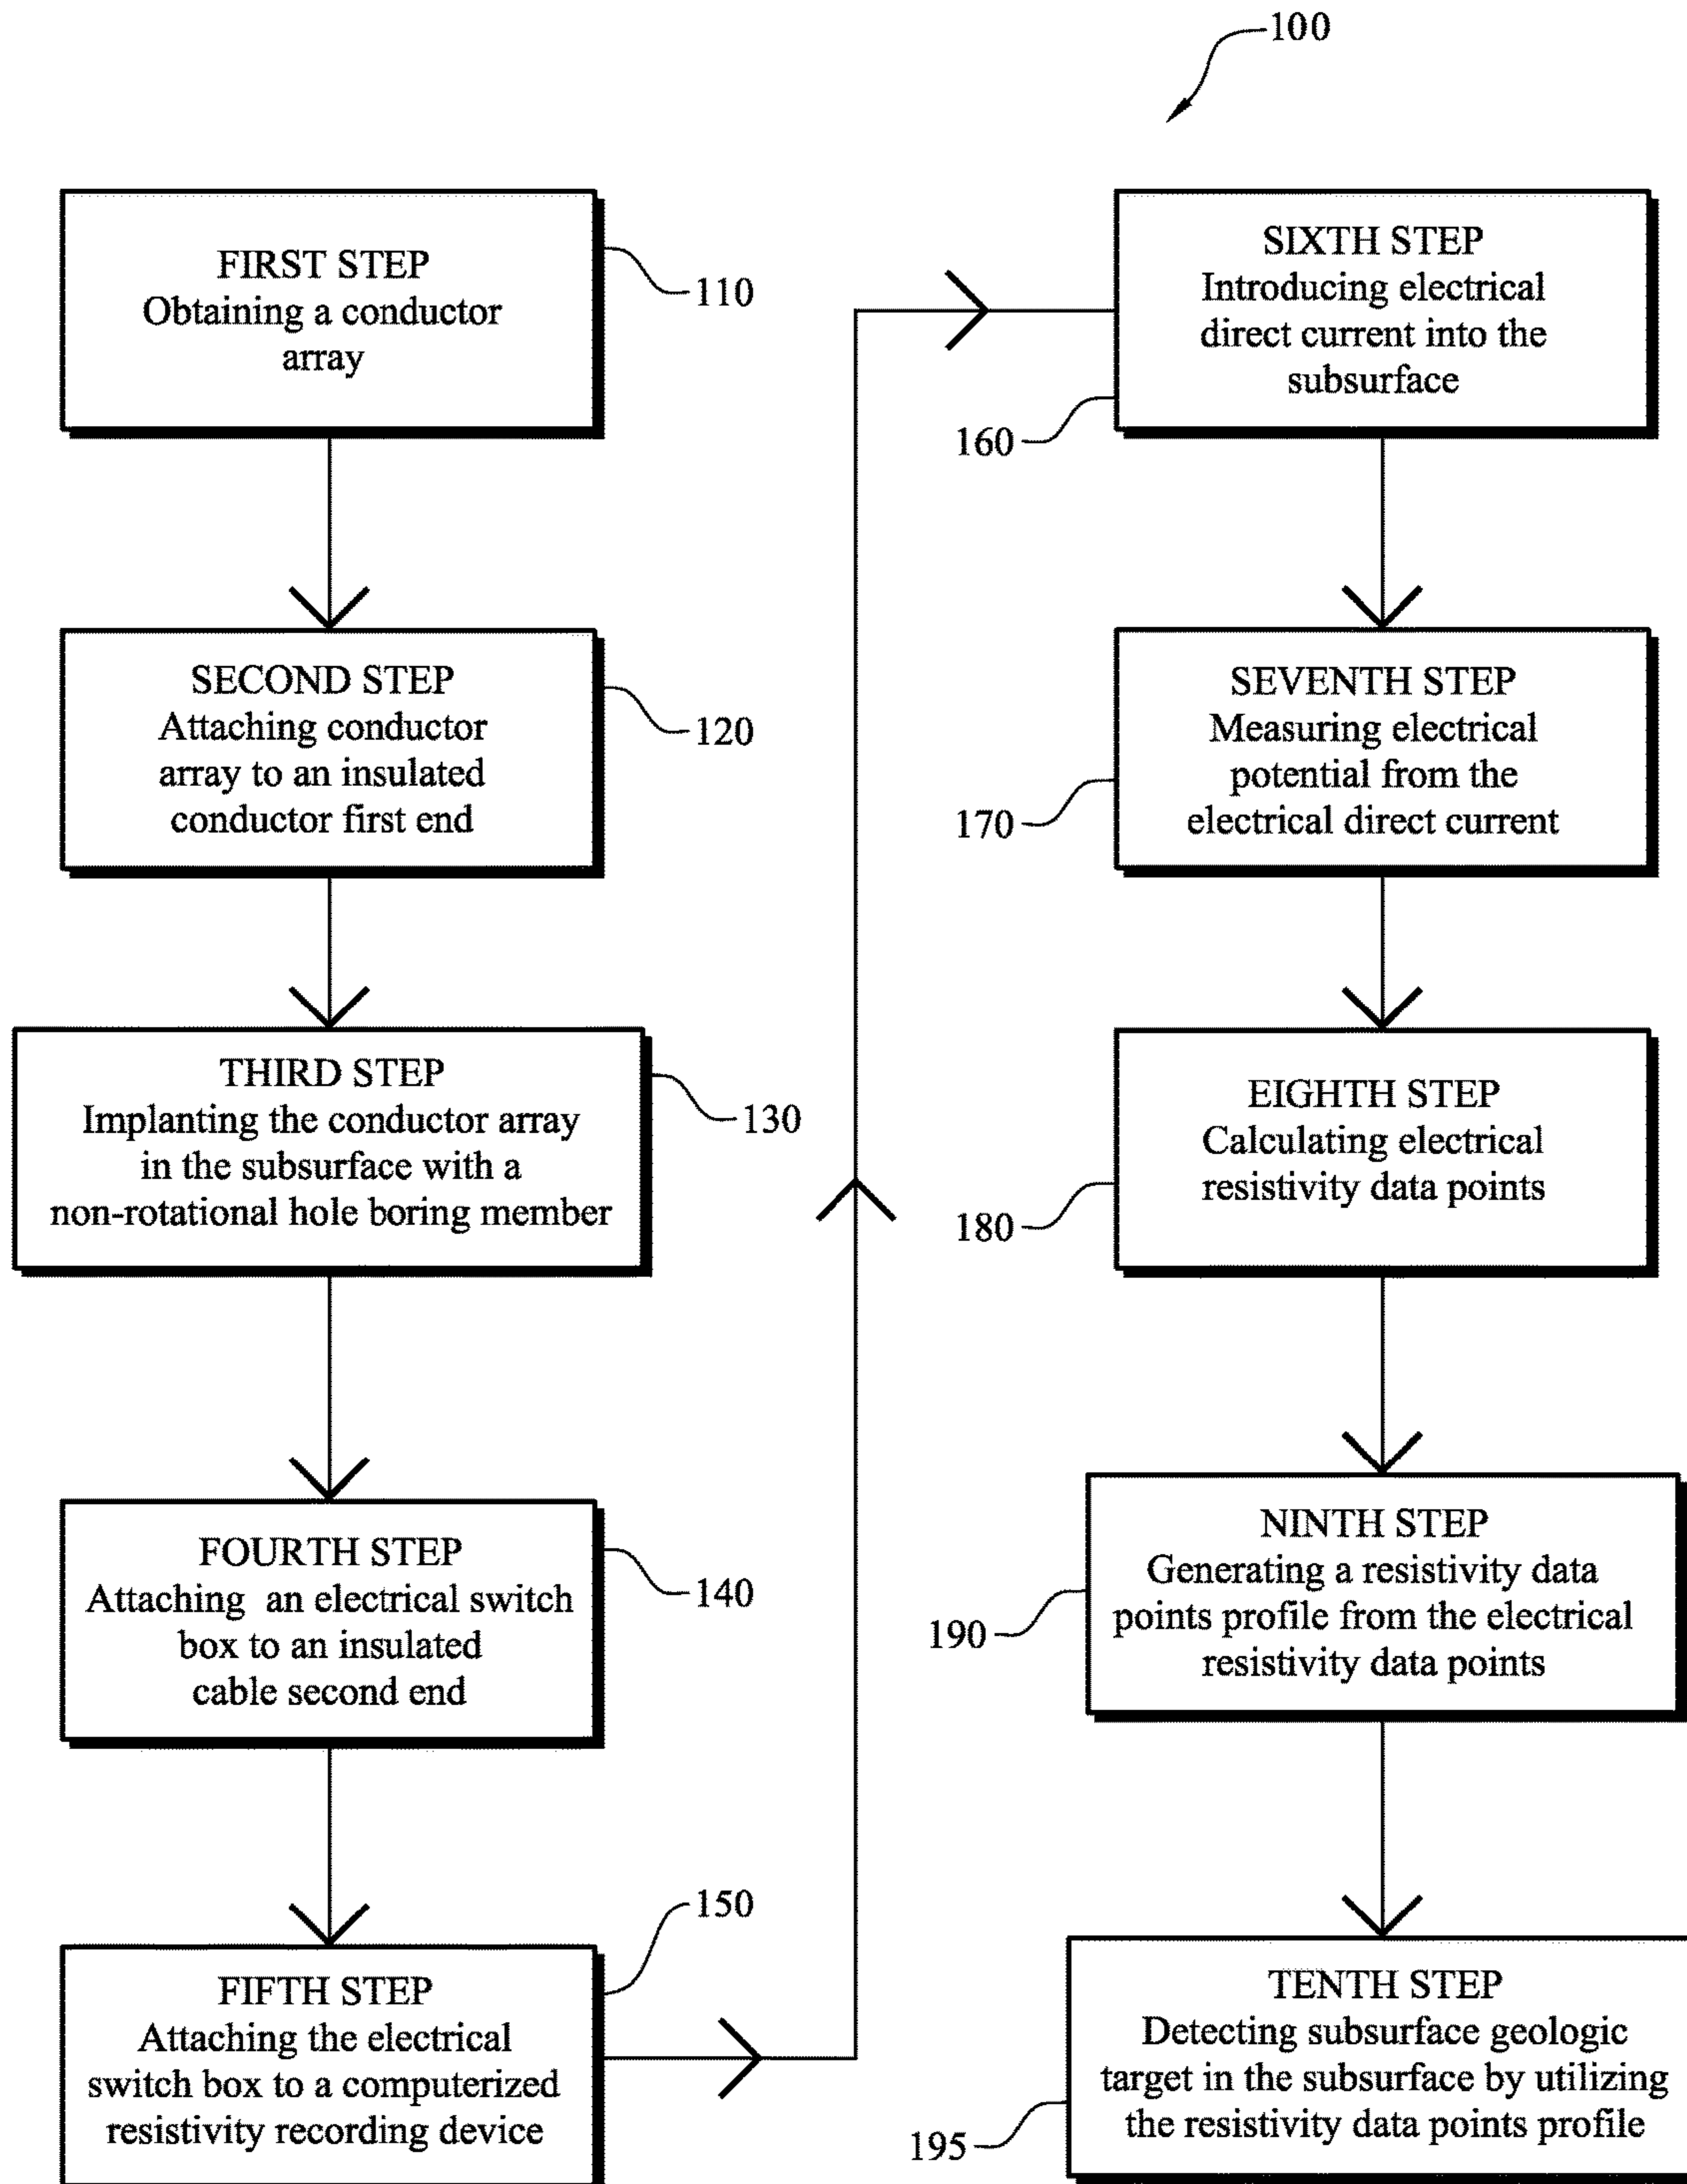 100
FIRST STEP
Obtaining a conductor
array
110
SECOND STEP
Attaching conductor
array to an insulated
conductor first end
120
THIRD STEP
Implanting the conductor array
in the subsurface with a
non-rotational hole boring member
130
FOURTH STEP
Attaching an electrical switch
box to an insulated
cable second end
140
FIFTH STEP
Attaching the electrical
switch box to a computerized
resistivity recording device
150
SIXTH STEP
Introducing electrical
direct current into the
subsurface
160
SEVENTH STEP
Measuring electrical
potential from the
electrical direct current
170
EIGHTH STEP
Calculating electrical
resistivity data points
180
NINTH STEP
Generating a resistivity data
points profile from the electrical
resistivity data points
190
TENTH STEP
Detecting subsurface geologic
target in the subsurface by utilizing
the resistivity data points profile
195